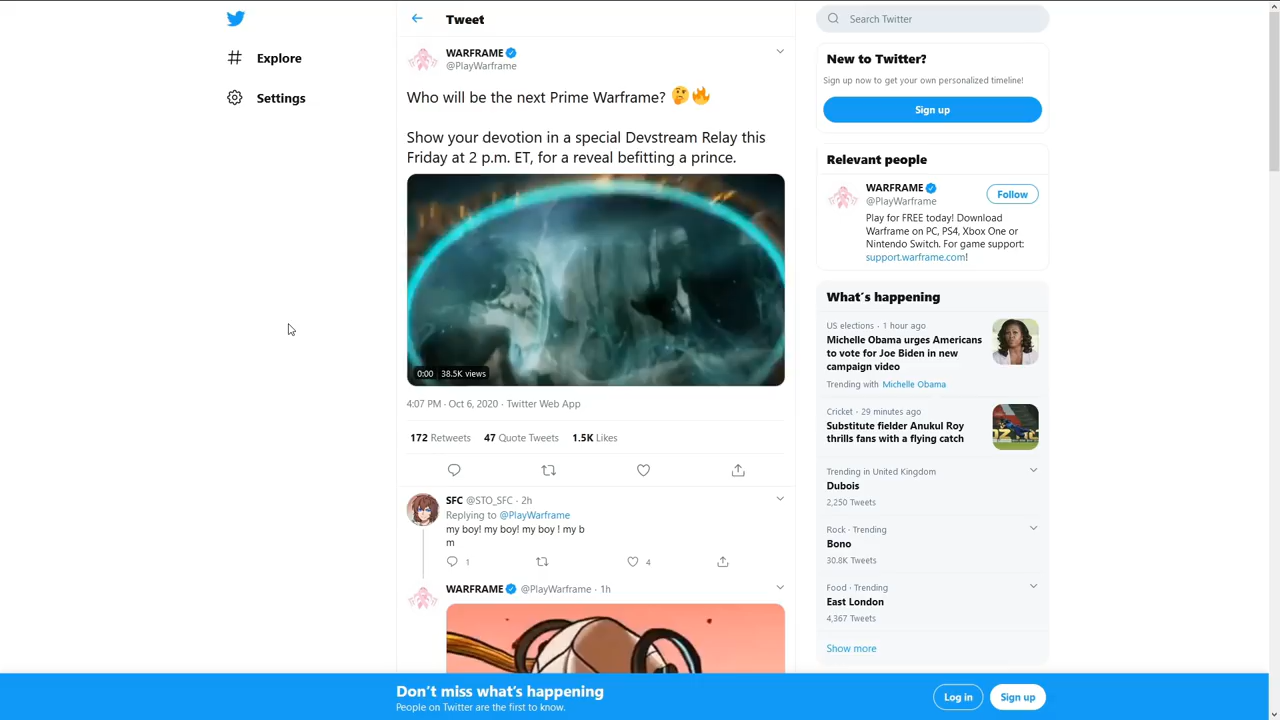 Explore
Settings
Tweet
WARFRAME
@PlayWarframe
Who will be the next Prime Warframe? 🤔🔥
Show your devotion in a special Devstream Relay this
Friday at 2 p.m. ET, for a reveal befitting a prince.
0:00 38.5K views
4:07 PM · Oct 6, 2020 · Twitter Web App
172 Retweets 47 Quote Tweets 1.5K Likes
SFC @STO_SFC · 2h
Replying to @PlayWarframe
my boy! my boy! my boy ! my b
m
1 4
WARFRAME @PlayWarframe · 1h
Search Twitter
New to Twitter?
Sign up now to get your own personalized timeline!
Sign up
Relevant people
WARFRAME
@PlayWarframe
Follow
Play for FREE today! Download
Warframe on PC, PS4, Xbox One or
Nintendo Switch. For game support:
support.warframe.com!
What´s happening
US elections · 1 hour ago
Michelle Obama urges Americans
to vote for Joe Biden in new
campaign video
Trending with Michelle Obama
Cricket · 29 minutes ago
Substitute fielder Anukul Roy
thrills fans with a flying catch
Trending in United Kingdom
Dubois
2,250 Tweets
Rock · Trending
Bono
30.8K Tweets
Food · Trending
East London
4,367 Tweets
Show more
Don't miss what's happening
People on Twitter are the first to know.
Log in
Sign up